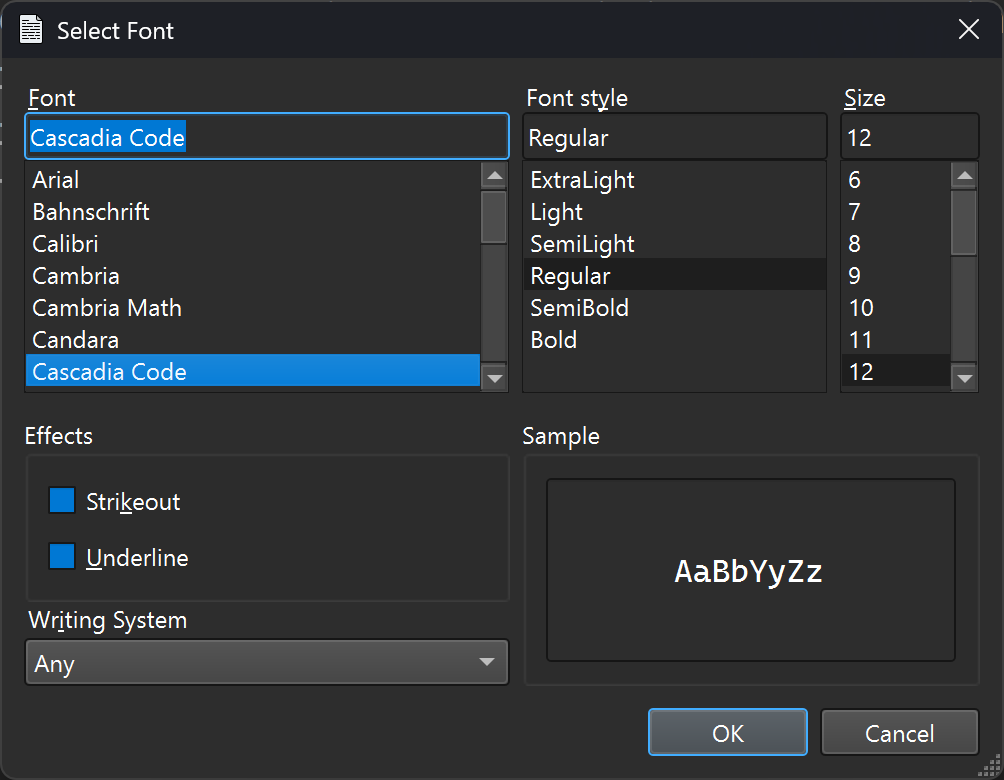 Select Font
Font
Cascadia Code
Arial
Bahnschrift
Calibri
Cambria
Cambria Math
Candara
Cascadia Code
Font style
Regular
ExtraLight
Light
SemiLight
Regular
SemiBold
Bold
Size
12
6
7
8
9
10
11
12
Effects
Strikeout
Underline
Writing System
Any
Sample
AaBbYyZz
OK
Cancel